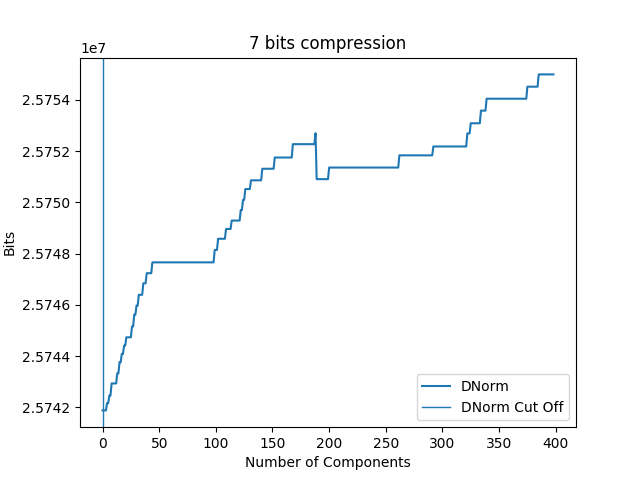 7 bits compression
1e7
2.5754
2.5752
2.5750
2.5748
2.5746
2.5744
2.5742
Bits
0 50 100 150 200 250 300 350 400
Number of Components
DNorm
DNorm Cut Off